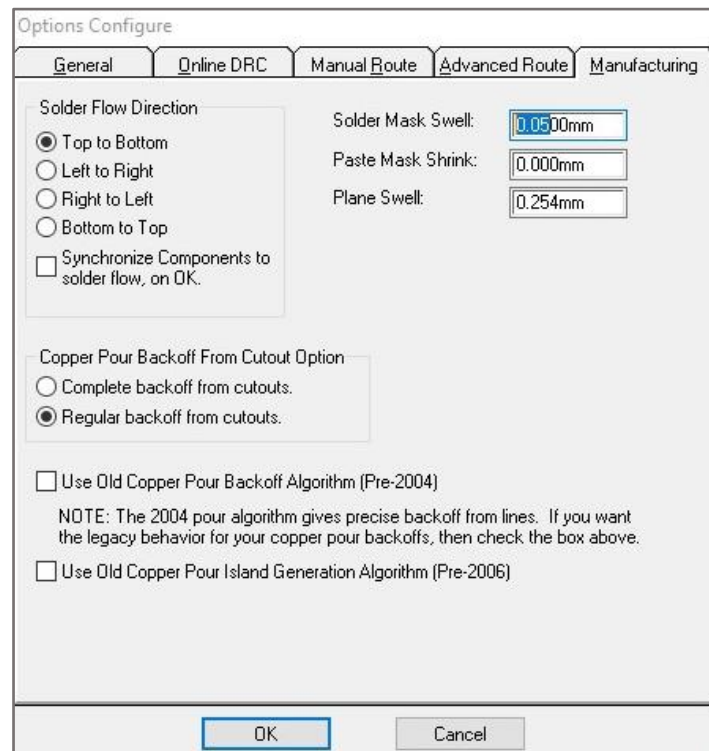 Options Configure
General Online DRC Manual Route Advanced Route Manufacturing
Solder Flow Direction
Top to Bottom
Left to Right
Right to Left
Bottom to Top
Synchronize Components to
solder flow, on OK.
Solder Mask Swell: 0.0500mm
Paste Mask Shrink: 0.000mm
Plane Swell: 0.254mm
Copper Pour Backoff From Cutout Option
Complete backoff from cutouts.
Regular backoff from cutouts.
Use Old Copper Pour Backoff Algorithm (Pre-2004)
NOTE: The 2004 pour algorithm gives precise backoff from lines. If you want
the legacy behavior for your copper pour backoffs, then check the box above.
Use Old Copper Pour Island Generation Algorithm (Pre-2006)
OK Cancel